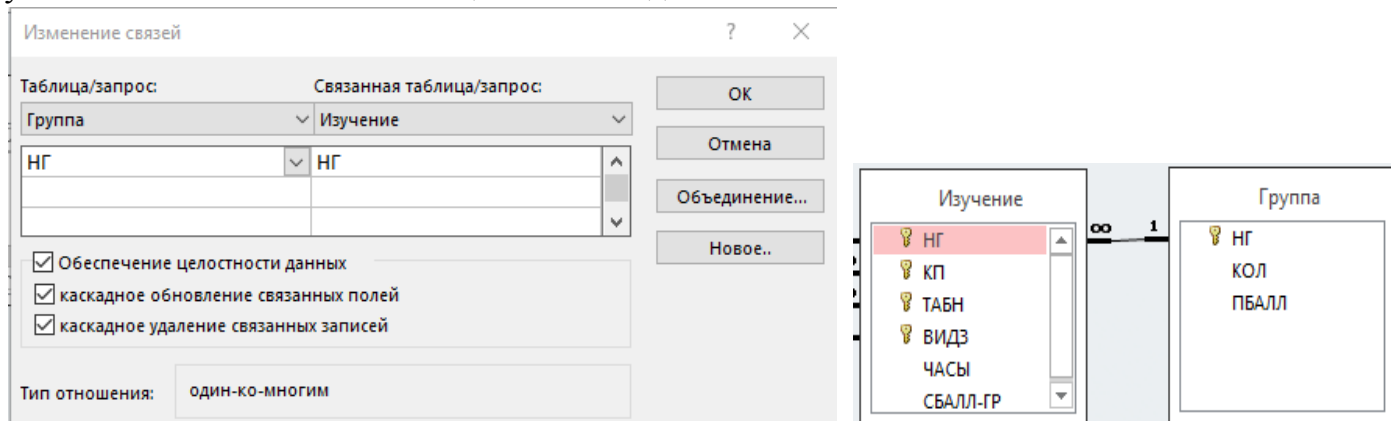 Изменение связей ? ×
Таблица/запрос: Связанная таблица/запрос:
Группа Изучение
НГ НГ
Обеспечение целостности данных
каскадное обновление связанных полей
каскадное удаление связанных записей
Тип отношения: один-ко-многим
ОК
Отмена
Объединение...
Новое..
Изучение
НГ
КП
ТАБН
ВИДЗ
ЧАСЫ
СБАЛЛ-ГР
∞ 1
Группа
НГ
КОЛ
ПБАЛЛ